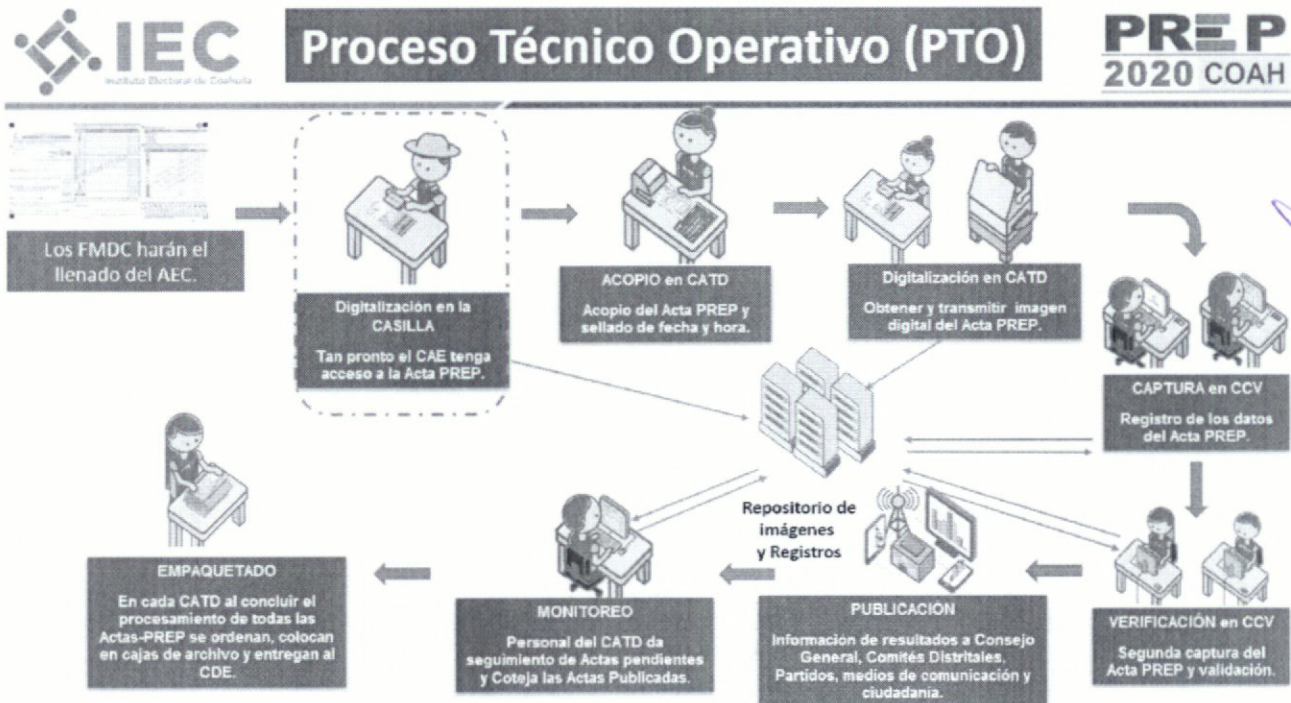 IEC
Instituto Electoral de Coahuila
Proceso Técnico Operativo (PTO)
PREP
2020 COAH
Los FMDC harán el
llenado del AEC.
Digitalización en la
CASILLA
Tan pronto el CAE tenga
acceso a la Acta PREP.
ACOPIO en CATD
Acopio del Acta PREP y
sellado de fecha y hora.
Digitalización en CATD
Obtener y transmitir imagen
digital del Acta PREP.
CAPTURA en CCV
Registro de los datos
del Acta PREP.
VERIFICACIÓN en CCV
Segunda captura del
Acta PREP y validación.
Repositorio de
imágenes
y Registros
PUBLICACIÓN
Información de resultados a Consejo
General, Comités Distritales,
Partidos, medios de comunicación y
ciudadanía.
MONITOREO
Personal del CATD da
seguimiento de Actas pendientes
y Coteja las Actas Publicadas.
EMPAQUETADO
En cada CATD al concluir el
procesamiento de todas las
Actas-PREP se ordenan, colocan
en cajas de archivo y entregan al
CDE.